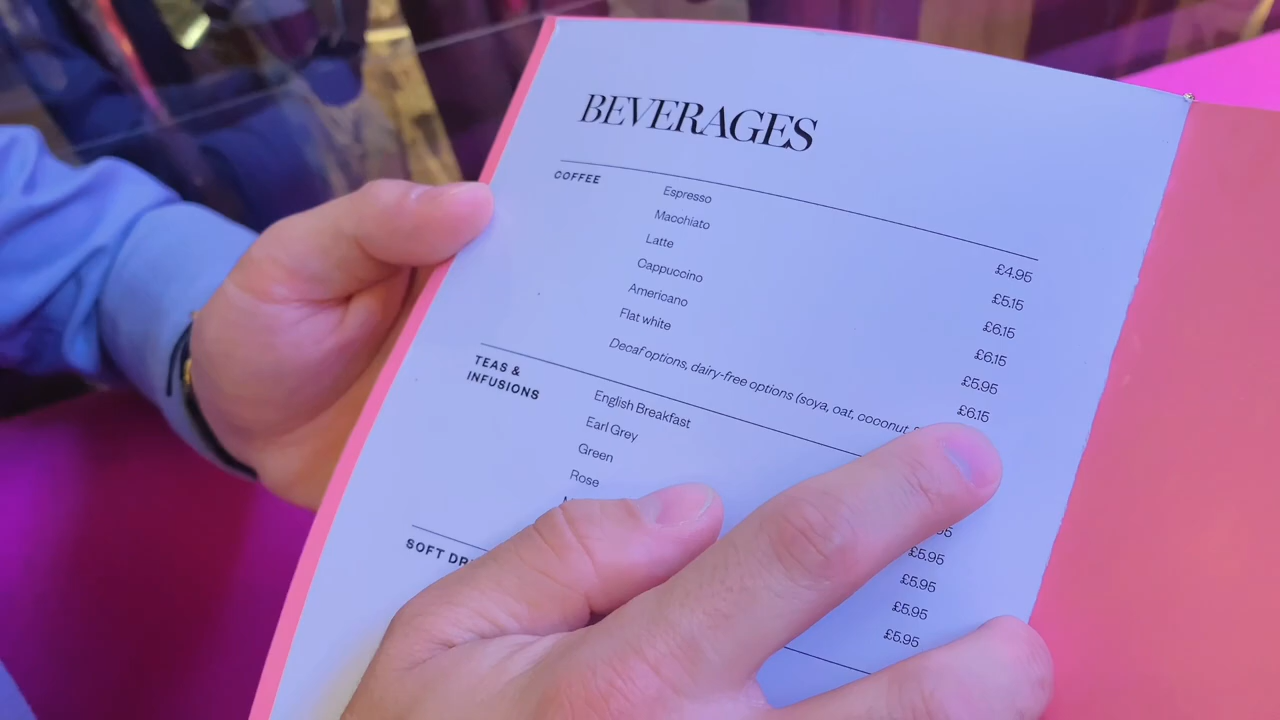 BEVERAGES
COFFEE
Espresso £4.95
Macchiato £5.15
Latte £6.15
Cappuccino £6.15
Americano £5.95
Flat white £6.15
Decaf options, dairy-free options (soya, oat, coconut
TEAS &
INFUSIONS
English Breakfast
Earl Grey £5.95
Green £5.95
Rose £5.95
£5.95
SOFT